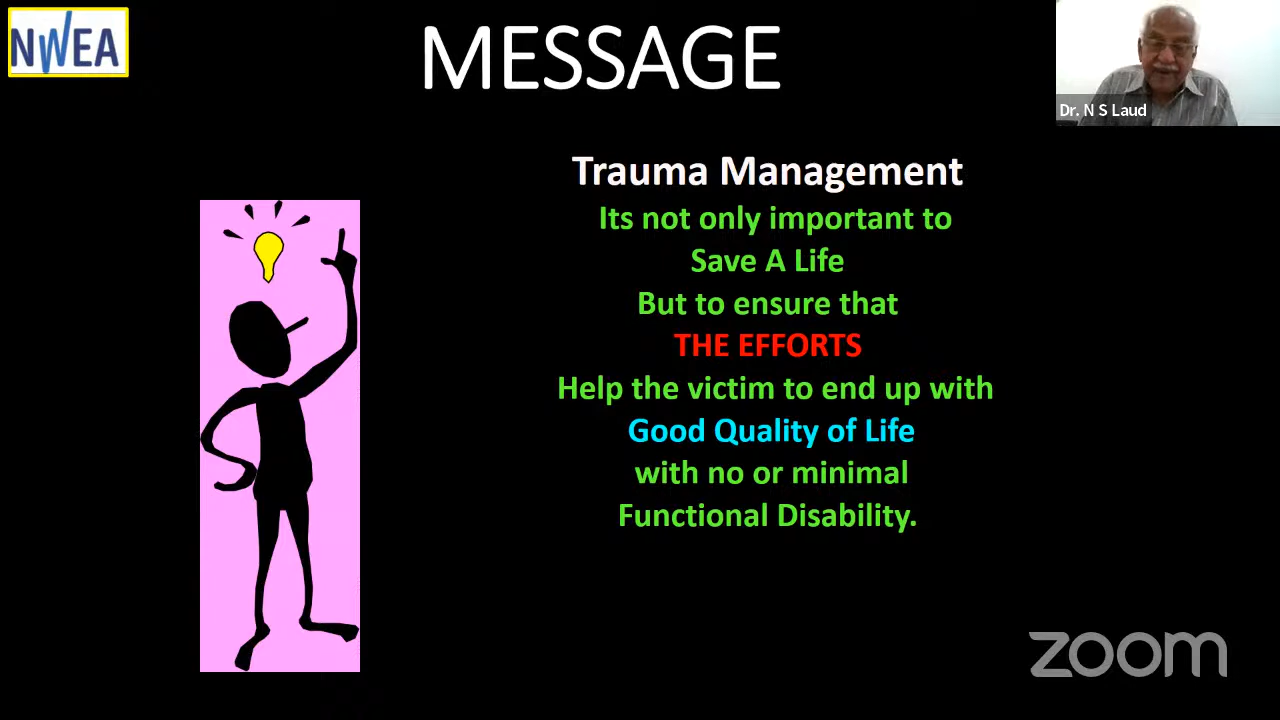 NWEA
MESSAGE
Dr. N S Laud
Trauma Management
Its not only important to
Save A Life
But to ensure that
THE EFFORTS
Help the victim to end up with
Good Quality of Life
with no or minimal
Functional Disability.
zoom